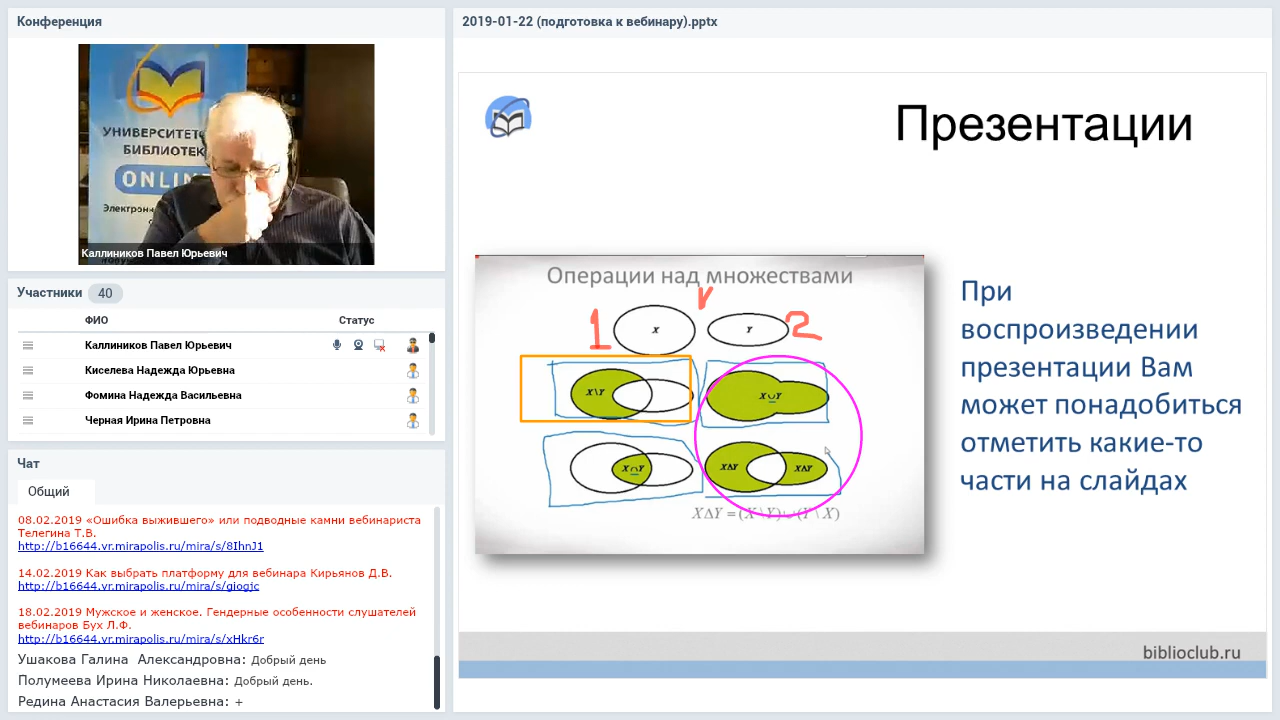 Конференция
УНИВЕРСИТЕТС
БИБЛИОТЕК
ONLINE
Электрон
Каллиников Павел Юрьевич
Участники 40
ФИО Статус
Каллиников Павел Юрьевич
Киселева Надежда Юрьевна
Фомина Надежда Васильевна
Черная Ирина Петровна
Чат
Общий
08.02.2019 «Ошибка выжившего» или подводные камни вебинариста
Телегина Т.В.
http://b16644.vr.mirapolis.ru/mira/s/8IhnJ1
14.02.2019 Как выбрать платформу для вебинара Кирьянов Д.В.
http://b16644.vr.mirapolis.ru/mira/s/giogjc
18.02.2019 Мужское и женское. Гендерные особенности слушателей
вебинаров Бух Л.Ф.
http://b16644.vr.mirapolis.ru/mira/s/xHkr6r
Ушакова Галина Александровна: Добрый день
Полумеева Ирина Николаевна: Добрый день.
Редина Анастасия Валерьевна: +
2019-01-22 (подготовка к вебинару).pptx
Презентации
Операции над множествами
1 X Y 2
X\Y X∪Y
X∩Y XΔY XΔY
XΔY = (X\Y)∪(Y\X)
При
воспроизведении
презентации Вам
может понадобиться
отметить какие-то
части на слайдах
biblioclub.ru